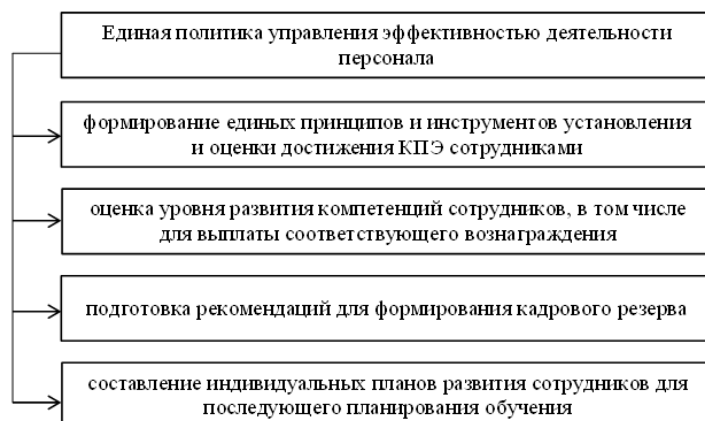 Единая политика управления эффективностью деятельности
персонала
формирование единых принципов и инструментов установления
и оценки достижения КПЭ сотрудниками
оценка уровня развития компетенций сотрудников, в том числе
для выплаты соответствующего вознаграждения
подготовка рекомендаций для формирования кадрового резерва
составление индивидуальных планов развития сотрудников для
последующего планирования обучения